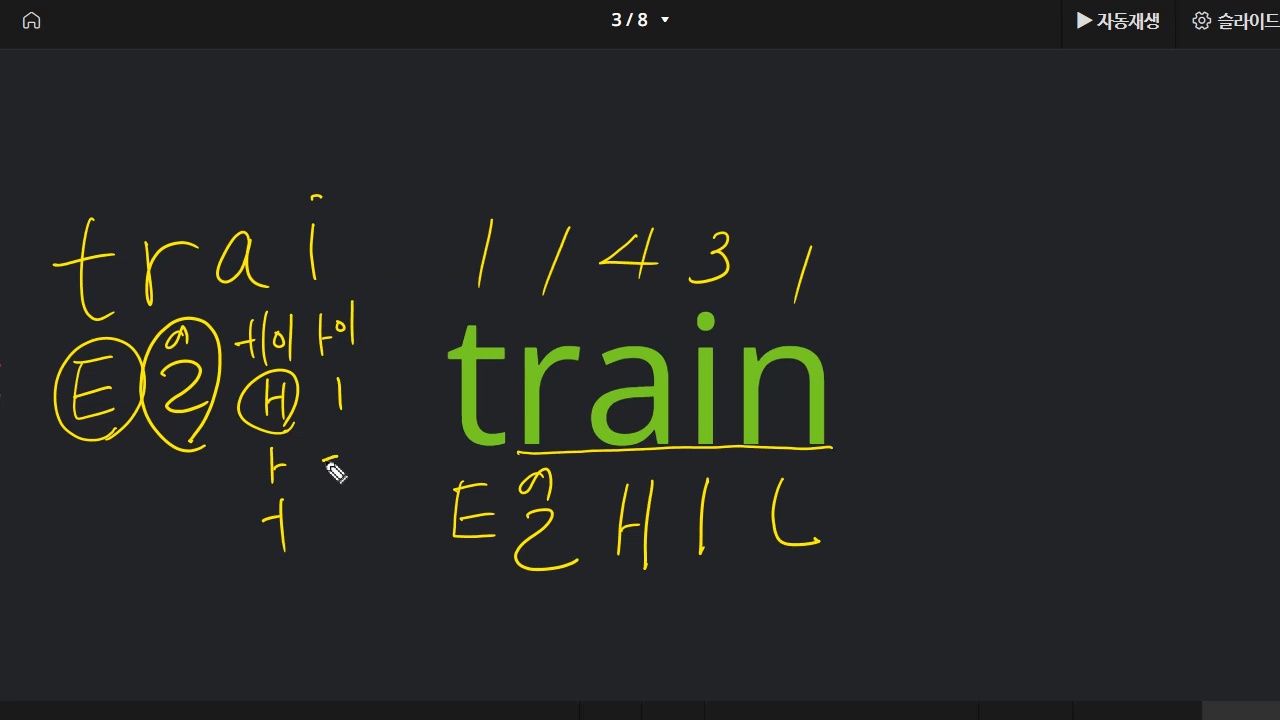 3 / 8
자동재생
슬라이드
t r a i
1 1 4 3 1
ㅔ이 ㅏ이
train
ㅌ ㄹ ㅐ ㅣ
ㅏ
ㅓ
ㅌ ㄹ ㅐ ㅣ ㄴ